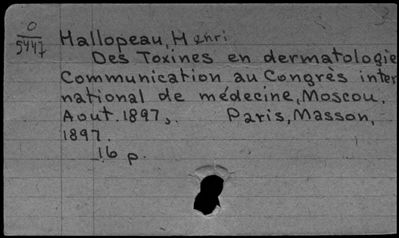 O
5447
Hallopeau, Henri
Des Toxines en dermatologie
Communication au Congrès inter
national de médecine, Moscou,
Aout. 1897,. Paris, Masson,
1897.
16 p.